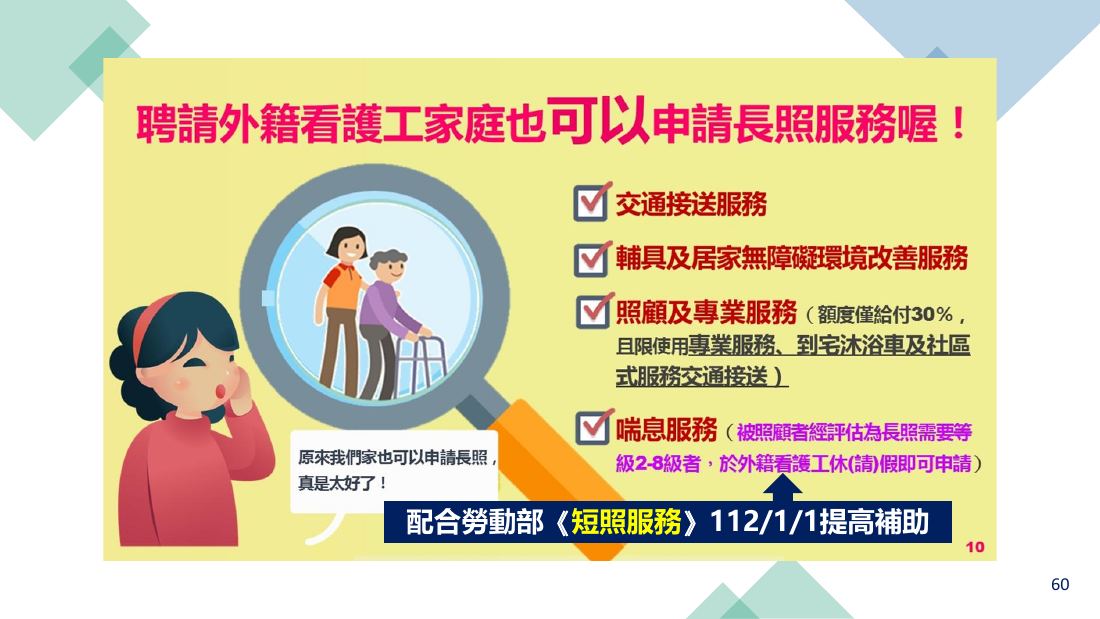 聘請外籍看護工家庭也可以申請長照服務喔！
交通接送服務
輔具及居家無障礙環境改善服務
照顧及專業服務（額度僅給付30%，
且限使用專業服務、到宅沐浴車及社區
式服務交通接送）
喘息服務（被照顧者經評估為長照需要等
級2-8級者，於外籍看護工休(請)假即可申請）
原來我們家也可以申請長照，
真是太好了！
配合勞動部《短照服務》112/1/1提高補助
10
60